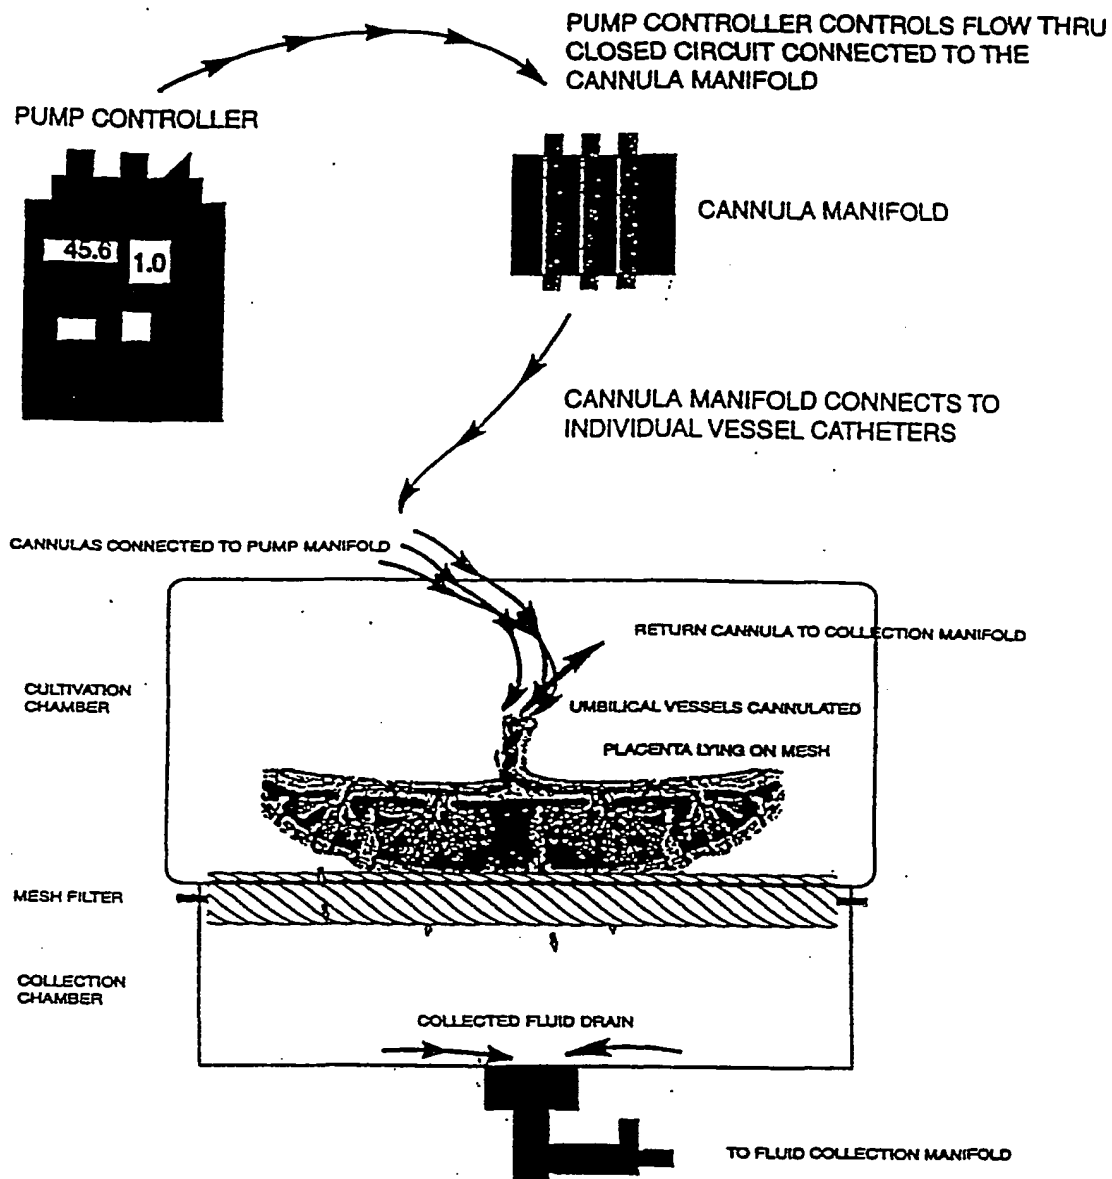 PUMP CONTROLLER CONTROLS FLOW THRU
CLOSED CIRCUIT CONNECTED TO THE
CANNULA MANIFOLD
PUMP CONTROLLER
45.6
1.0
CANNULA MANIFOLD
CANNULA MANIFOLD CONNECTS TO
INDIVIDUAL VESSEL CATHETERS
CANNULAS CONNECTED TO PUMP MANIFOLD
RETURN CANNULA TO COLLECTION MANIFOLD
CULTIVATION
CHAMBER
UMBILICAL VESSELS CANNULATED
PLACENTA LYING ON MESH
MESH FILTER
COLLECTION
CHAMBER
COLLECTED FLUID DRAIN
TO FLUID COLLECTION MANIFOLD